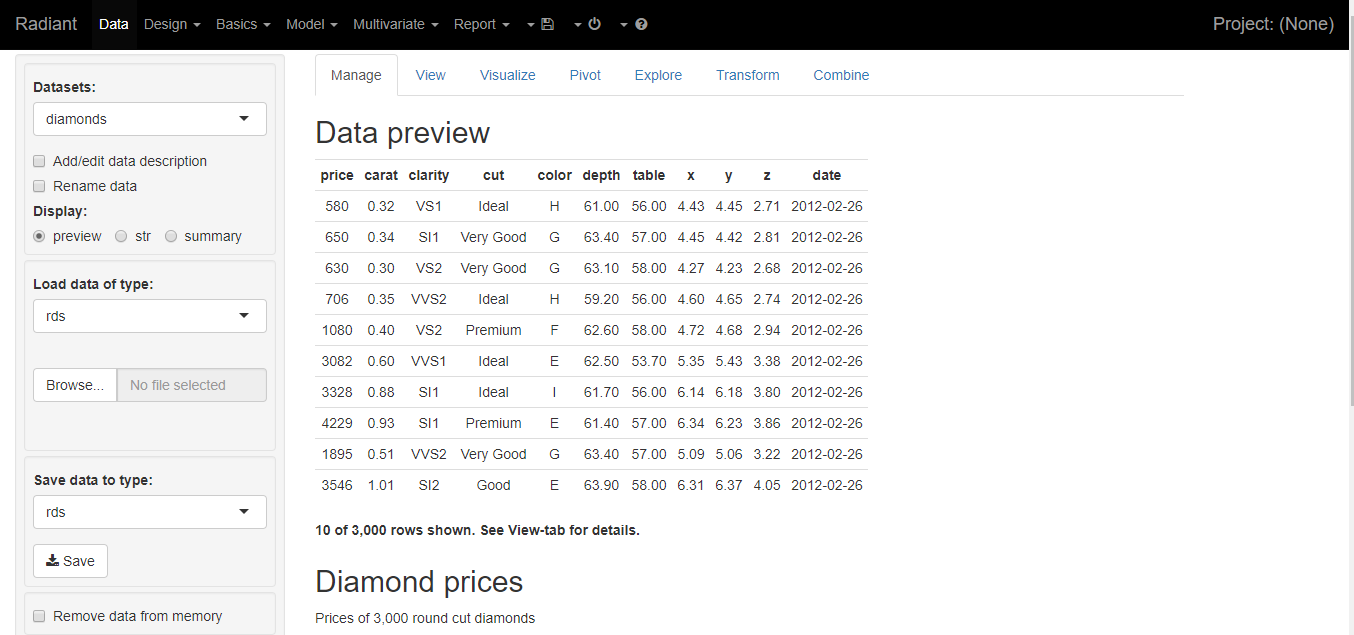 Radiant Data Design Basics Model Multivariate Report Project: (None)
Datasets:
diamonds
Add/edit data description
Rename data
Display:
preview str summary
Load data of type:
rds
Browse... No file selected
Save data to type:
rds
Save
Remove data from memory
Manage View Visualize Pivot Explore Transform Combine
Data preview
price carat clarity cut color depth table x y z date
580 0.32 VS1 Ideal H 61.00 56.00 4.43 4.45 2.71 2012-02-26
650 0.34 SI1 Very Good G 63.40 57.00 4.45 4.42 2.81 2012-02-26
630 0.30 VS2 Very Good G 63.10 58.00 4.27 4.23 2.68 2012-02-26
706 0.35 VVS2 Ideal H 59.20 56.00 4.60 4.65 2.74 2012-02-26
1080 0.40 VS2 Premium F 62.60 58.00 4.72 4.68 2.94 2012-02-26
3082 0.60 VVS1 Ideal E 62.50 53.70 5.35 5.43 3.38 2012-02-26
3328 0.88 SI1 Ideal I 61.70 56.00 6.14 6.18 3.80 2012-02-26
4229 0.93 SI1 Premium E 61.40 57.00 6.34 6.23 3.86 2012-02-26
1895 0.51 VVS2 Very Good G 63.40 57.00 5.09 5.06 3.22 2012-02-26
3546 1.01 SI2 Good E 63.90 58.00 6.31 6.37 4.05 2012-02-26
10 of 3,000 rows shown. See View-tab for details.
Diamond prices
Prices of 3,000 round cut diamonds